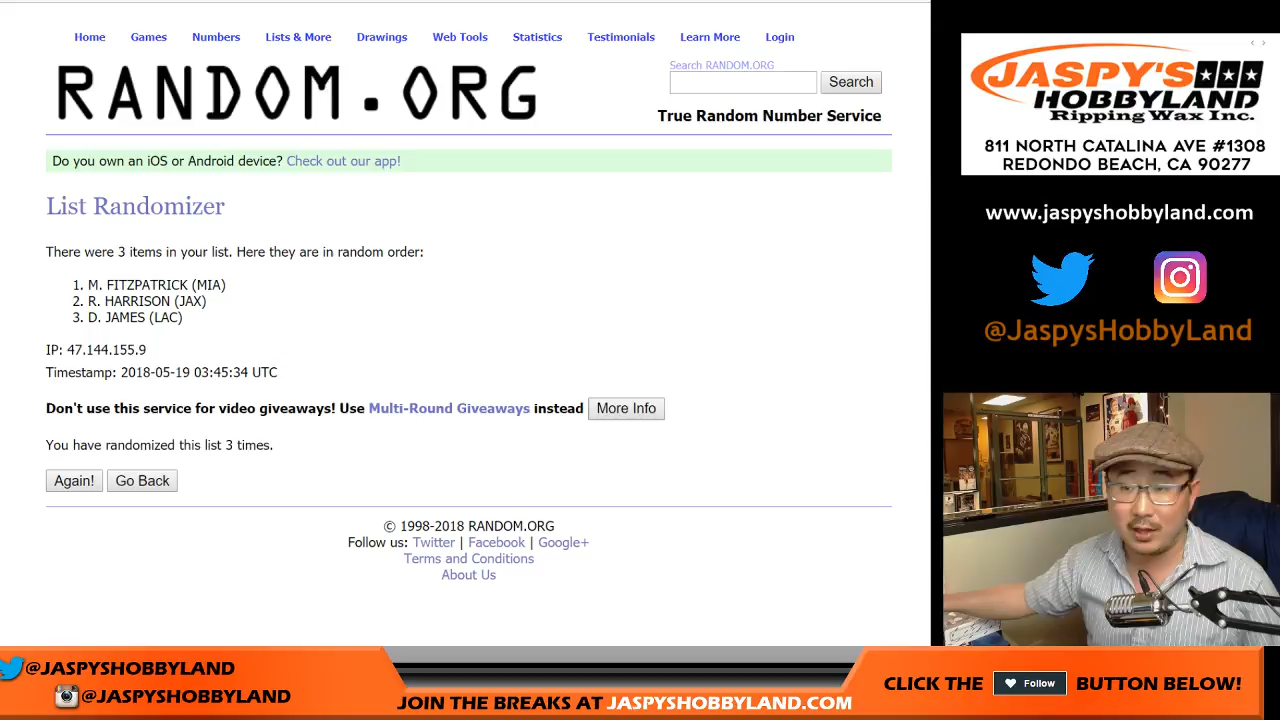 Home Games Numbers Lists & More Drawings Web Tools Statistics Testimonials Learn More Login
RANDOM.ORG
Search RANDOM.ORG
Search
True Random Number Service
Do you own an iOS or Android device? Check out our app!
List Randomizer
There were 3 items in your list. Here they are in random order:
1. M. FITZPATRICK (MIA)
2. R. HARRISON (JAX)
3. D. JAMES (LAC)
IP: 47.144.155.9
Timestamp: 2018-05-19 03:45:34 UTC
Don't use this service for video giveaways! Use Multi-Round Giveaways instead More Info
You have randomized this list 3 times.
Again! Go Back
© 1998-2018 RANDOM.ORG
Follow us: Twitter | Facebook | Google+
Terms and Conditions
About Us
JASPY'S
HOBBYLAND
Ripping Wax Inc.
811 NORTH CATALINA AVE #1308
REDONDO BEACH, CA 90277
www.jaspyshobbyland.com
@JaspysHobbyLand
@JASPYSHOBBYLAND
@JASPYSHOBBYLAND
JOIN THE BREAKS AT JASPYSHOBBYLAND.COM
CLICK THE Follow BUTTON BELOW!